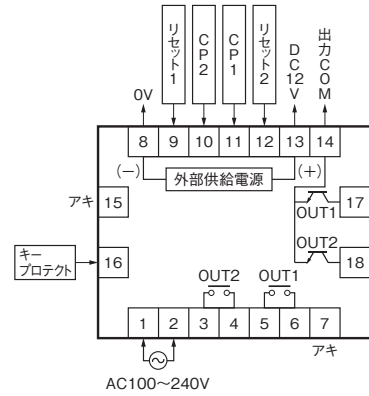 リセット1
CP2
CP1
リセット2
DC12V
出力COM
0V
8 9 10 11 12 13 14
(−) 外部供給電源 (+)
アキ 15
17
OUT1
キープロテクト
16
OUT2
18
OUT2 OUT1
1 2 3 4 5 6 7
アキ
AC100～240V